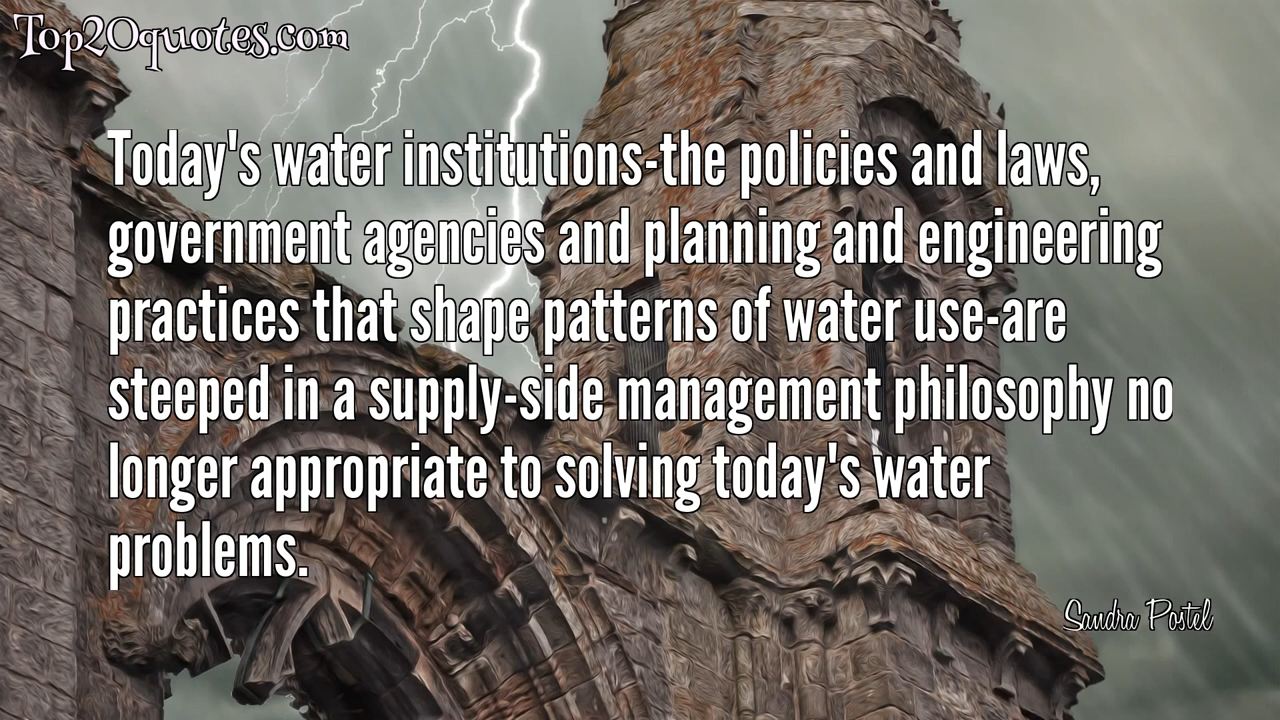 Top20quotes.com
Today's water institutions-the policies and laws,
government agencies and planning and engineering
practices that shape patterns of water use-are
steeped in a supply-side management philosophy no
longer appropriate to solving today's water
problems.
Sandra Postel